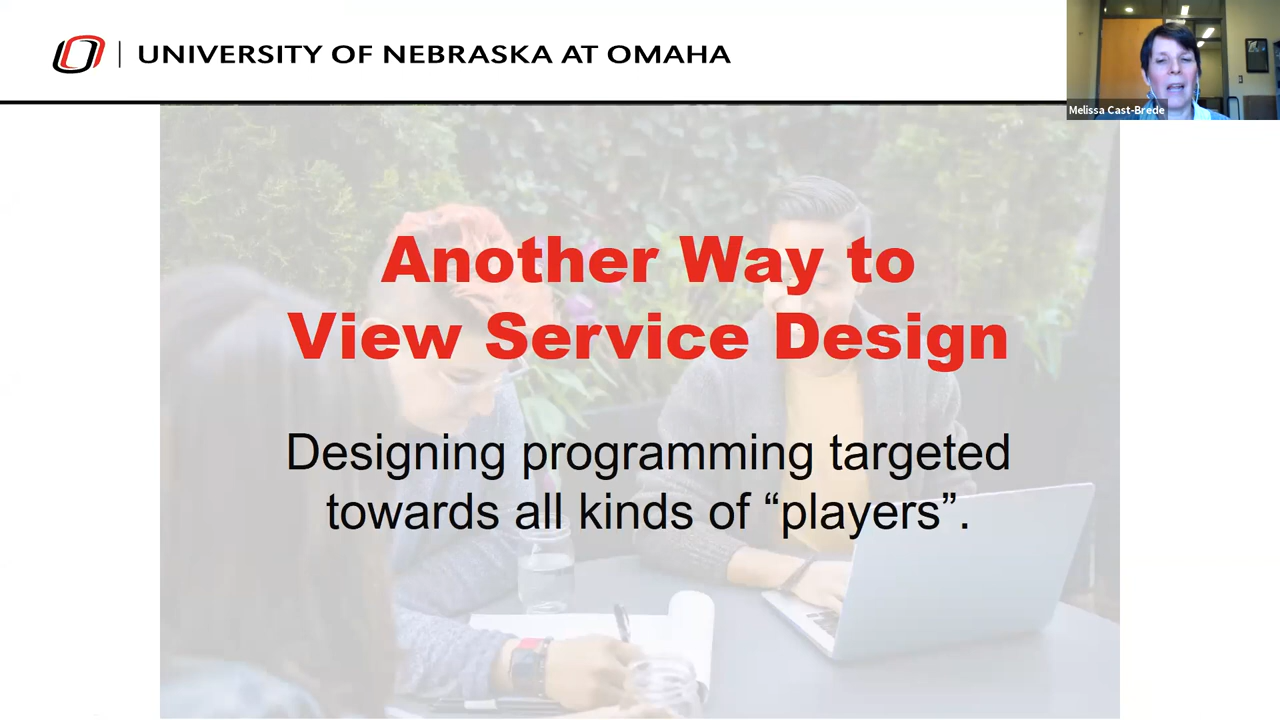 UNIVERSITY OF NEBRASKA AT OMAHA
Melissa Cast-Brede
Another Way to
View Service Design
Designing programming targeted
towards all kinds of “players”.